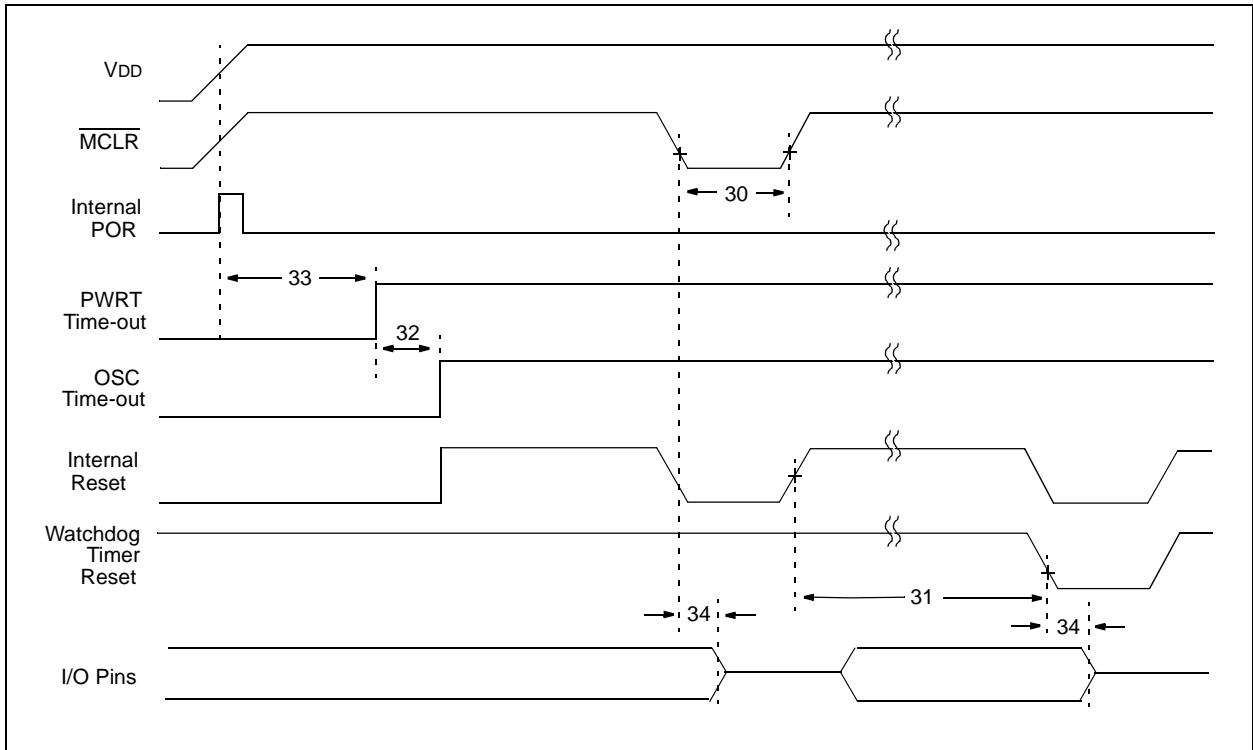 VDD
MCLR
30
Internal
POR
33
PWRT
Time-out
32
OSC
Time-out
Internal
Reset
Watchdog
Timer
Reset
31
34
34
I/O Pins